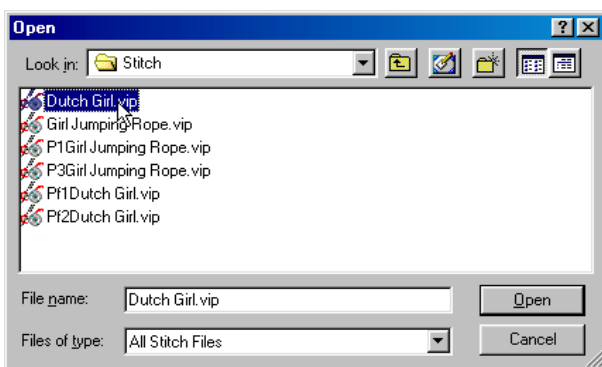 Open
Look in: Stitch
Dutch Girl.vip
Girl Jumping Rope.vip
P1Girl Jumping Rope.vip
P3Girl Jumping Rope.vip
Pf1Dutch Girl.vip
Pf2Dutch Girl.vip
File name: Dutch Girl.vip Open
Files of type: All Stitch Files Cancel